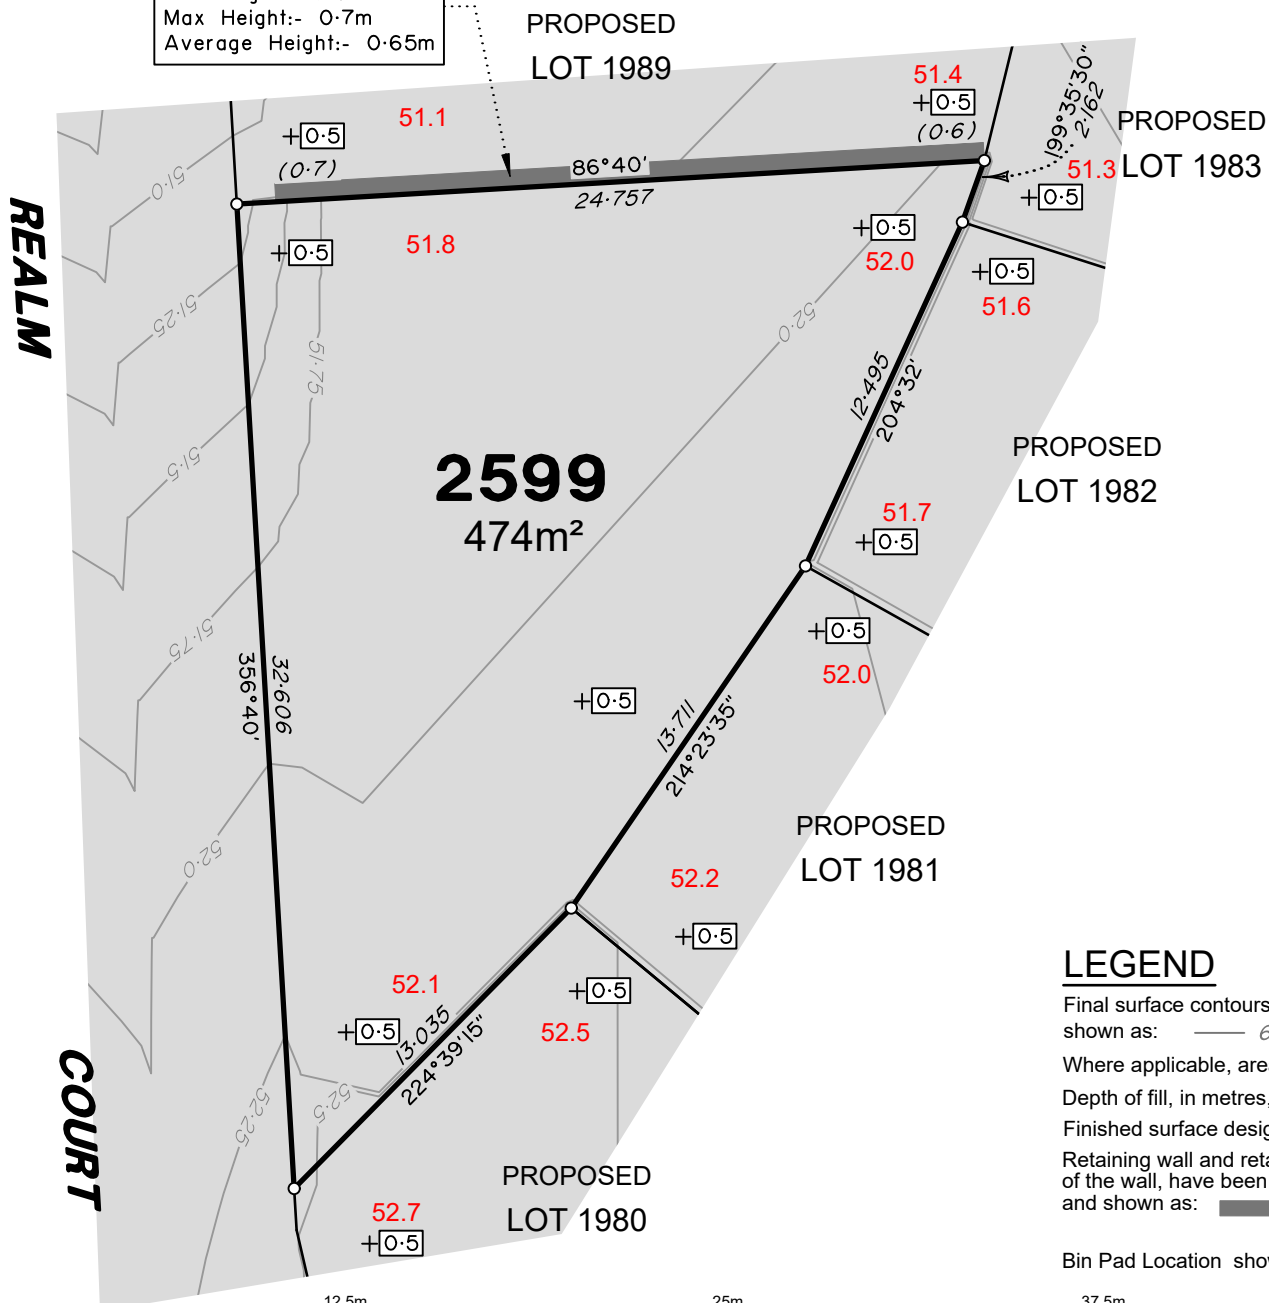 Max Height:- 0·7m
Average Height:- 0·65m
PROPOSED
LOT 1989
51.4
+0·5
(0·6)
199°35'30"
2·162
PROPOSED
LOT 1983
51.3
+0·5
51.1
+0·5
(0·7)
86°40'
24·757
51·0
REALM
+0·5
51.8
+0·5
52.0
+0·5
51.6
51·25
51·75
52·0
12·495
204°32'
PROPOSED
LOT 1982
51·5
2599
474m²
51.7
+0·5
51·75
+0·5
52.0
356°40'
32·606
+0·5
13·711
214°23'35"
52·0
PROPOSED
LOT 1981
52.2
+0·5
52.1
+0·5
13·035
224°39'15"
+0·5
52.5
COURT
52·25
52·5
PROPOSED
LOT 1980
52.7
+0·5
LEGEND
Final surface contours
shown as:
Where applicable,
Depth of fill, in metres,
Finished surface
Retaining wall and
of the wall, have been
and shown as:
Bin Pad Location
12.5m
25m
37.5m